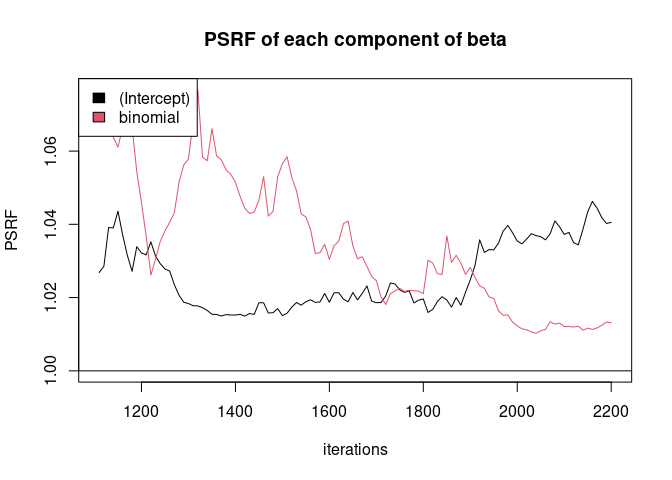 PSRF of each component of beta
(Intercept)
binomial
PSRF
1.06
1.04
1.02
1.00
1200 1400 1600 1800 2000 2200
iterations